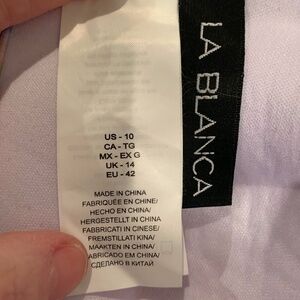 LA BLANCA
US - 10
CA - TG
MX - EX G
UK - 14
EU - 42
MADE IN CHINA
FABRIQUÉE EN CHINE/
HECHO EN CHINA/
HERGESTELLT IN CHINA
FABBRICATI IN CINESE/
FREMSTILLATI KINA/
MAAKTEN IN CHINA/
FABRICADO EM CHINA/
СДЕЛАНО В КИТАЙ